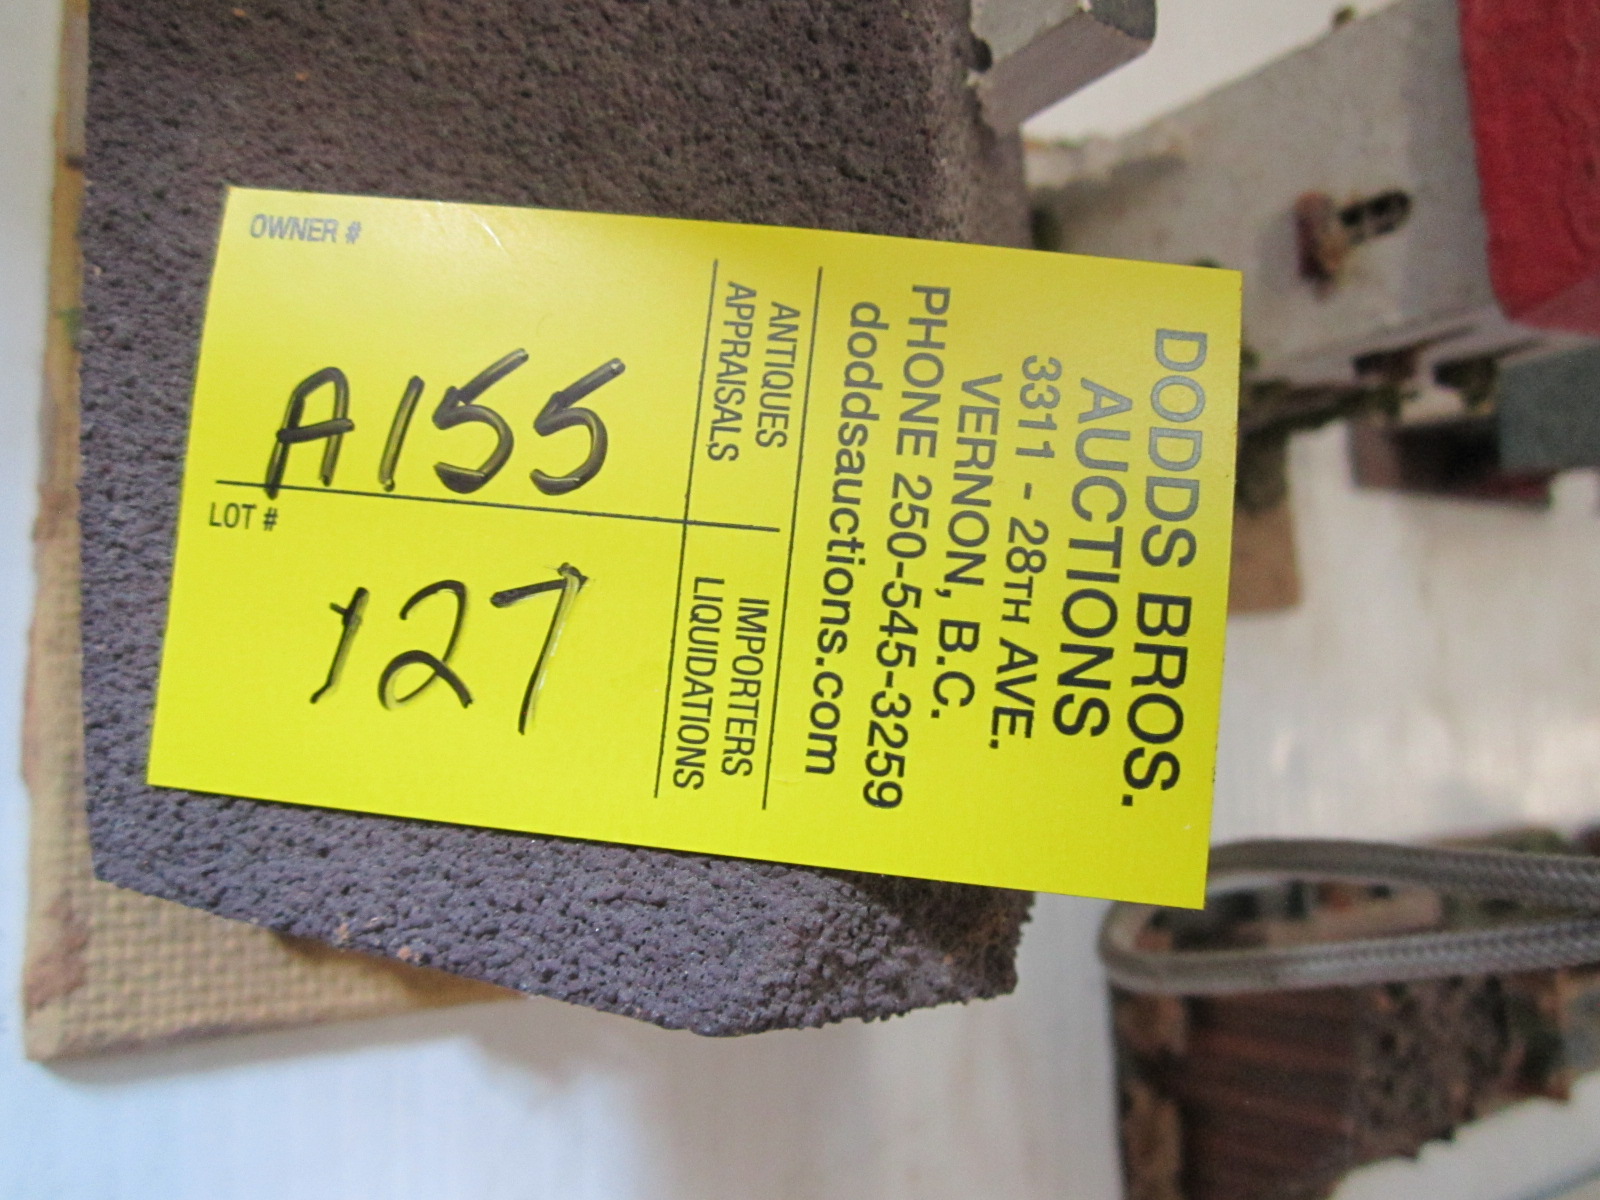 DODDS BROS.
AUCTIONS
3311 - 28TH AVE.
VERNON, B.C.
PHONE 250-545-3259
doddsauctions.com
ANTIQUES
APPRAISALS
IMPORTERS
LIQUIDATIONS
OWNER #
A155
LOT #
127